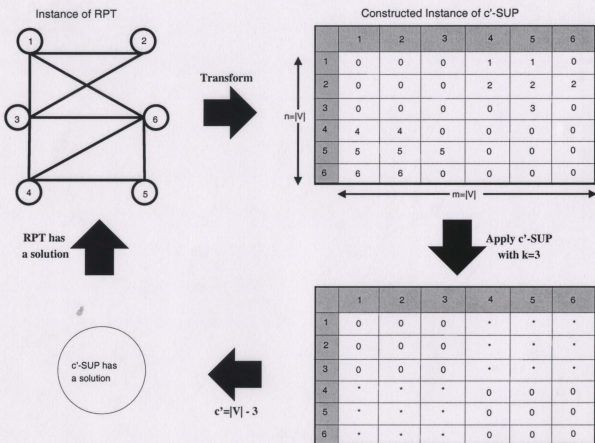 Instance of RPT
Constructed Instance of c'-SUP
1
2
3
6
4
5
Transform
n=|V|
1 2 3 4 5 6
1 0 0 0 1 1 0
2 0 0 0 2 2 2
3 0 0 0 0 3 0
4 4 4 0 0 0 0
5 5 5 5 0 0 0
6 6 6 0 0 0 0
m=|V|
RPT has
a solution
Apply c'-SUP
with k=3
c'-SUP has
a solution
c'=|V| - 3
1 2 3 4 5 6
1 0 0 0 * * *
2 0 0 0 * * *
3 0 0 0 * * *
4 * * * 0 0 0
5 * * * 0 0 0
6 * * * 0 0 0